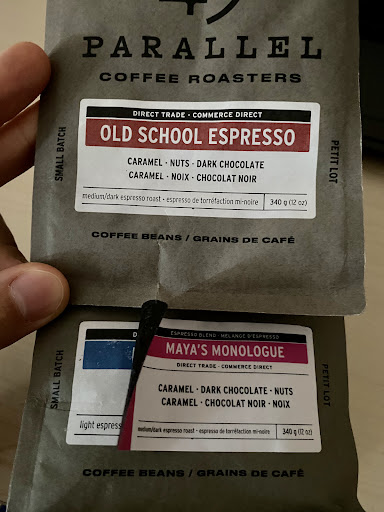 PARALLEL
COFFEE ROASTERS
DIRECT TRADE · COMMERCE DIRECT
OLD SCHOOL ESPRESSO
CARAMEL · NUTS · DARK CHOCOLATE
CARAMEL · NOIX · CHOCOLAT NOIR
medium/dark espresso roast · espresso de torréfaction mi-noire
340 g (12 oz)
SMALL BATCH
PETIT LOT
COFFEE BEANS / GRAINS DE CAFÉ
ESPRESSO BLEND · MÉLANGE D'ESPRESSO
MAYA'S MONOLOGUE
DIRECT TRADE · COMMERCE DIRECT
CARAMEL · DARK CHOCOLATE · NUTS
CARAMEL · CHOCOLAT NOIR · NOIX
light espress
medium/dark espresso roast · espresso de torréfaction mi-noire
340 g (12 oz)
SMALL BATCH
PETIT LOT
COFFEE BEANS / GRAINS DE CAFÉ